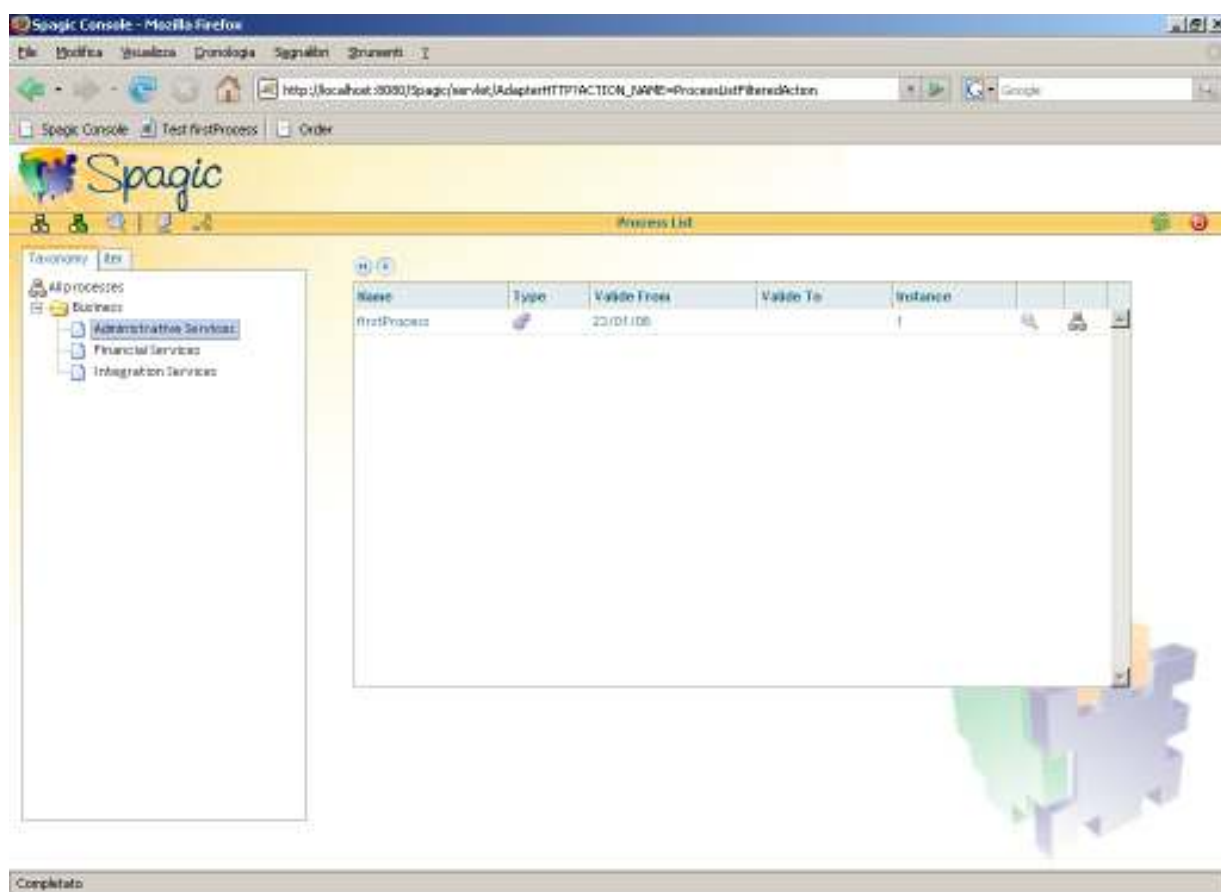 Spagic Console - Mozilla Firefox
File Modifica Visualizza Cronologia Segnalibri Strumenti ?
http://localhost:8080/Spagic/servlet/AdapterHTTP?ACTION_NAME=ProcessListFilteredAction
Google
Spagic Console Test firstProcess Order
Spagic
Process List
Taxonomy Iter
All processes
Business
Administrative Services
Financial Services
Integration Services
Name Type Valide From Valide To Instance
firstProcess 23/01/08 1
Completato